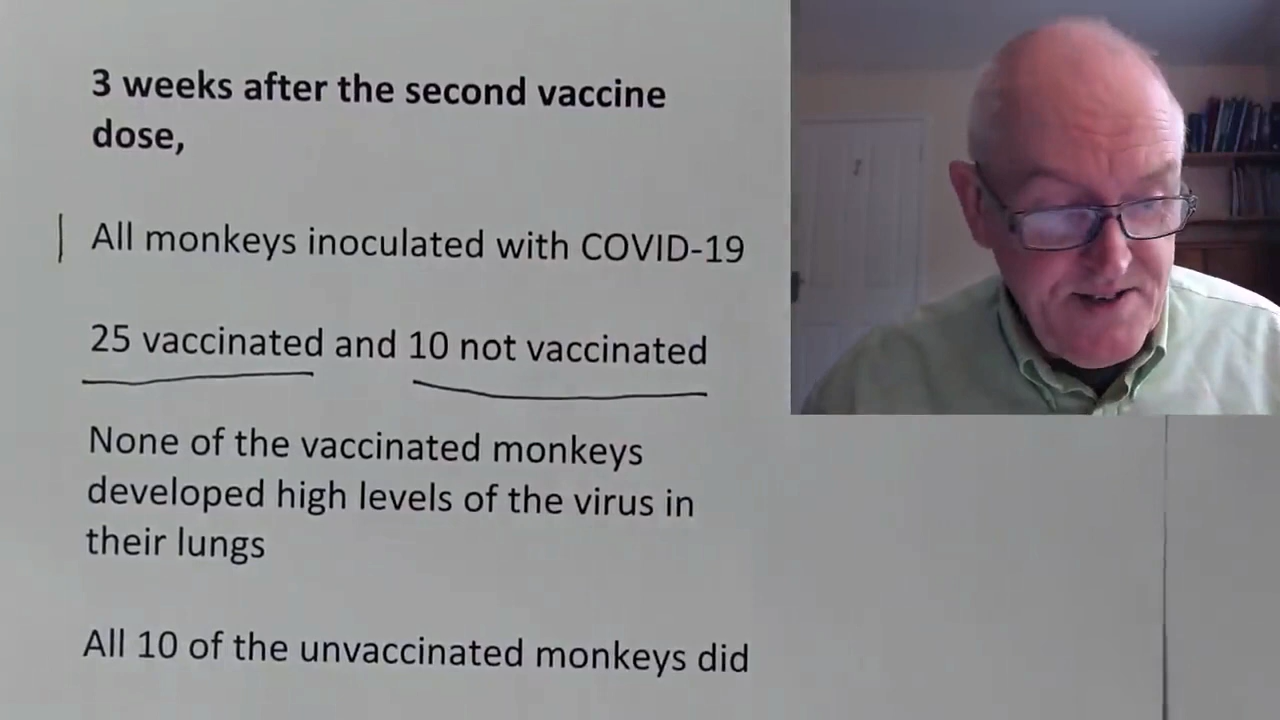 3 weeks after the second vaccine
dose,
All monkeys inoculated with COVID-19
25 vaccinated and 10 not vaccinated
None of the vaccinated monkeys
developed high levels of the virus in
their lungs
All 10 of the unvaccinated monkeys did